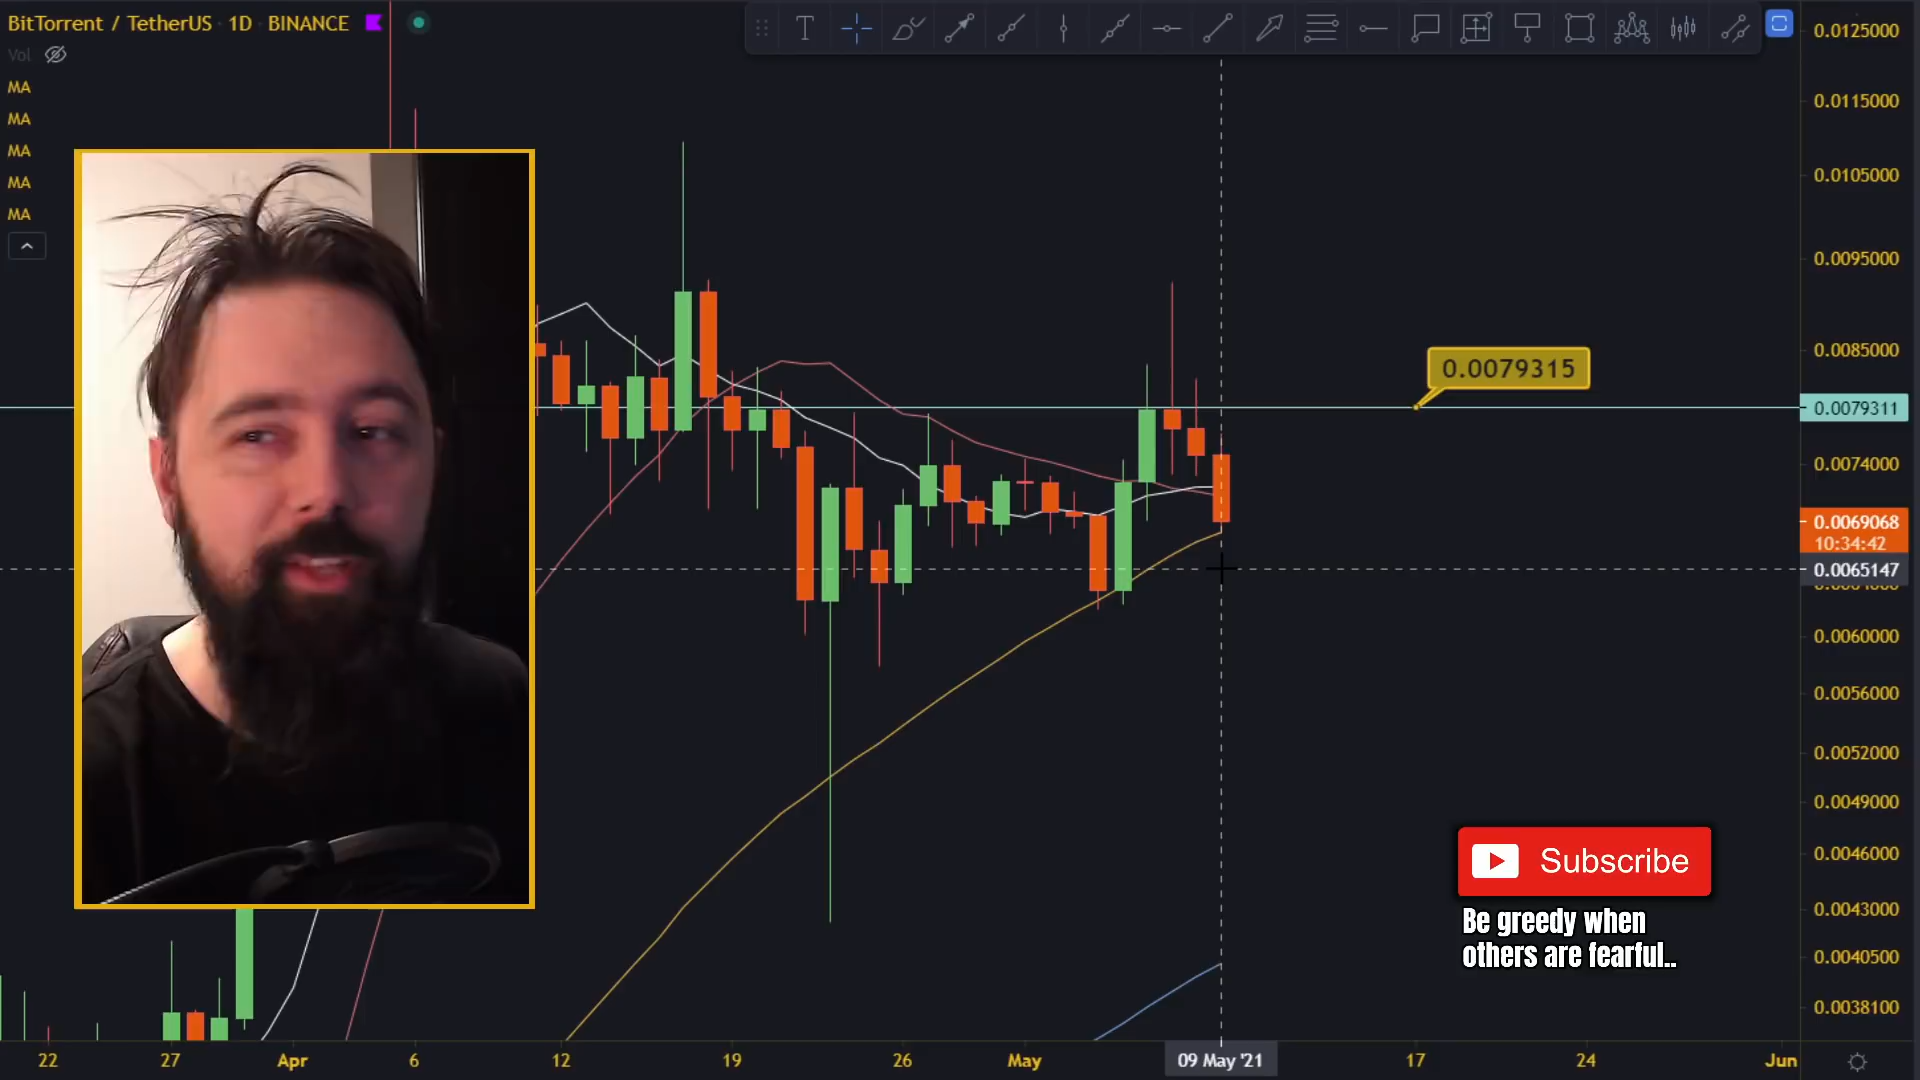 BitTorrent / TetherUS · 1D · BINANCE
Vol
MA
MA
MA
MA
MA
T
0.0125000
0.0115000
0.0105000
0.0095000
0.0085000
0.0079315
0.0079311
0.0074000
0.0069068
10:34:42
0.0065147
0.0060000
0.0056000
0.0052000
0.0049000
0.0046000
0.0043000
0.0040500
0.0038100
Subscribe
Be greedy when
others are fearful..
22 27 Apr 6 12 19 26 May 09 May '21 17 24 Jun